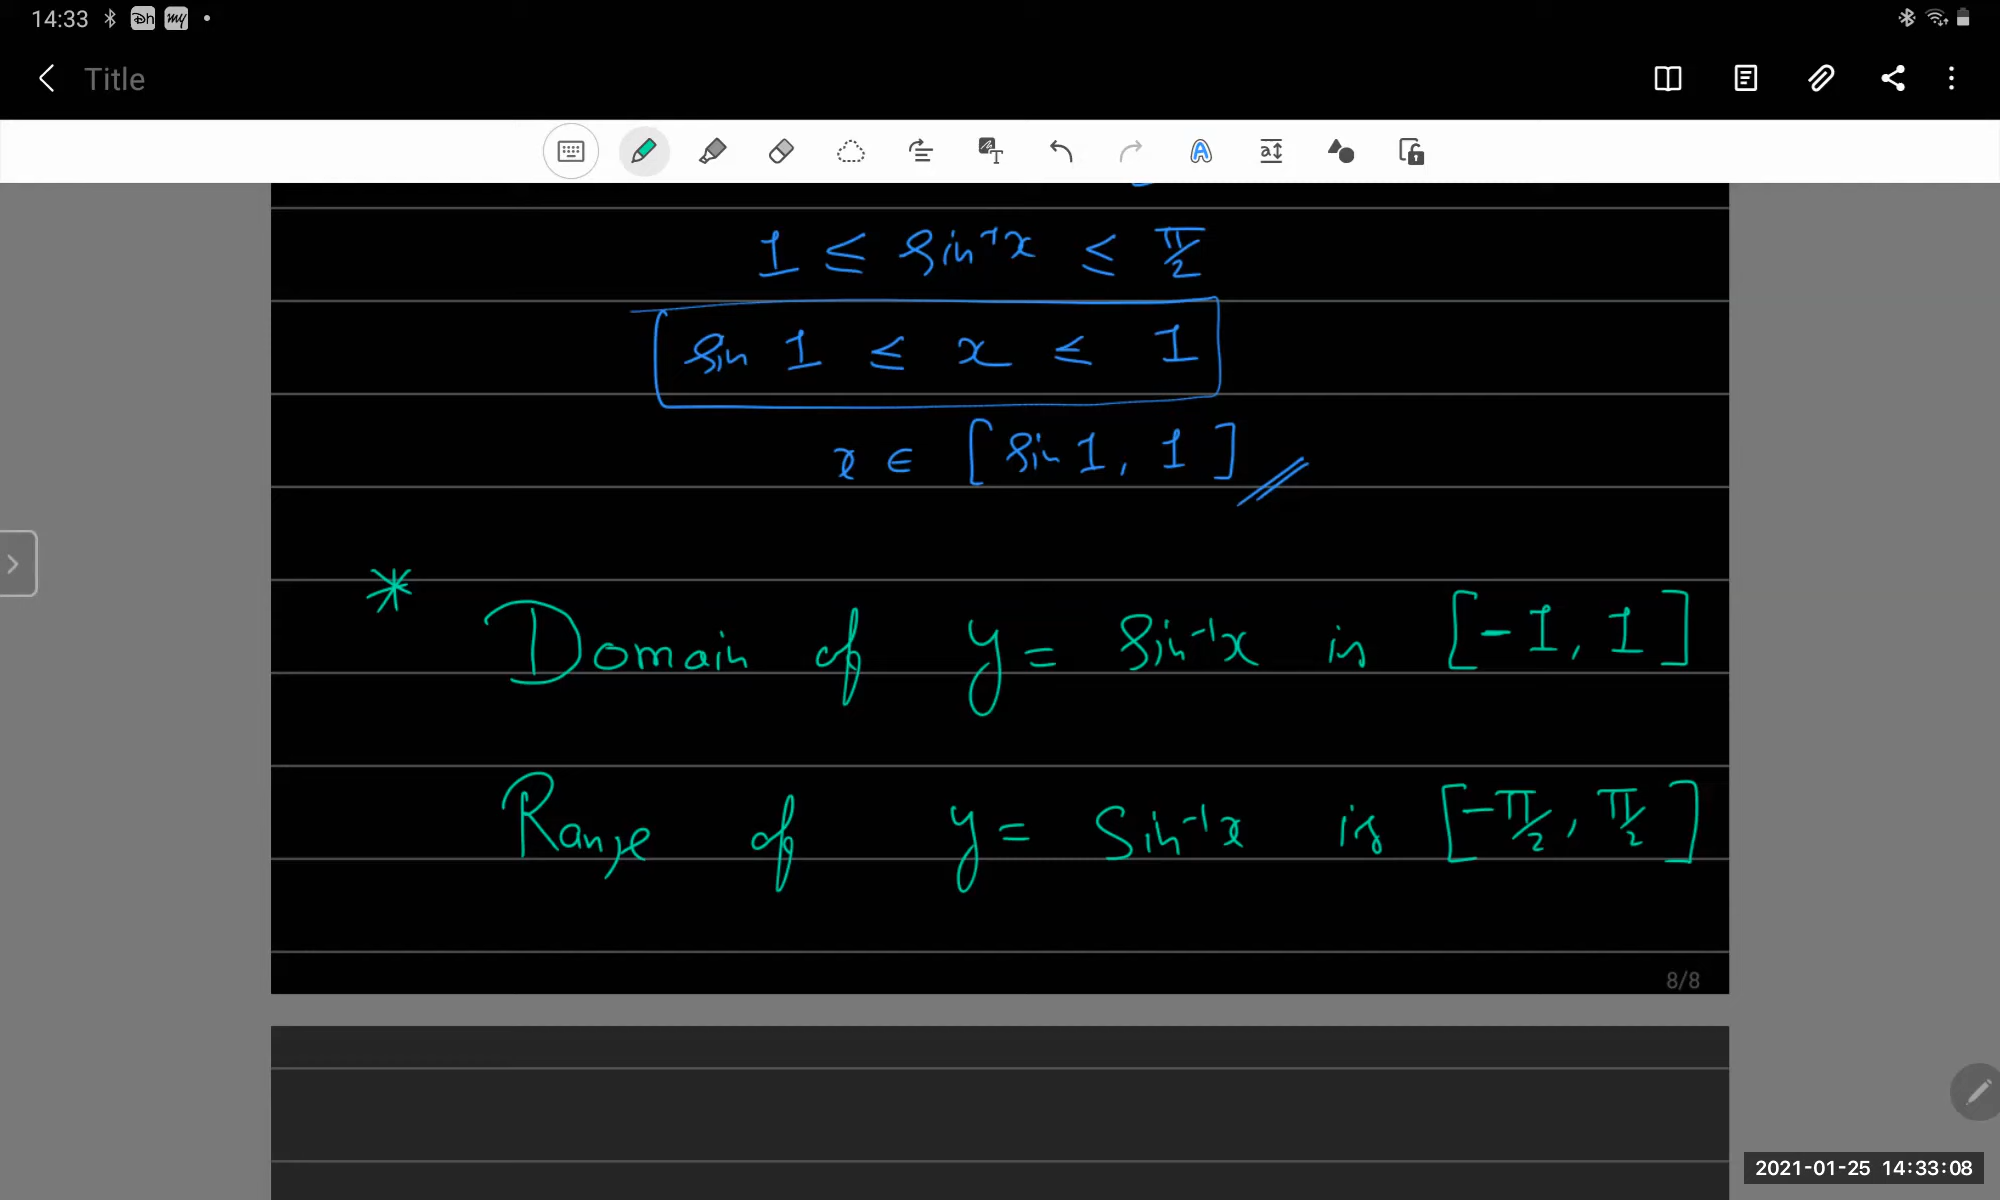 14:33
Title
1 ≤ sin⁻¹x ≤ π/2
sin 1 ≤ x ≤ 1
x ∈ [sin 1, 1]
* Domain of y = sin⁻¹x is [-1, 1]
Range of y = Sin⁻¹x is [-π/2, π/2]
8/8
2021-01-25 14:33:08